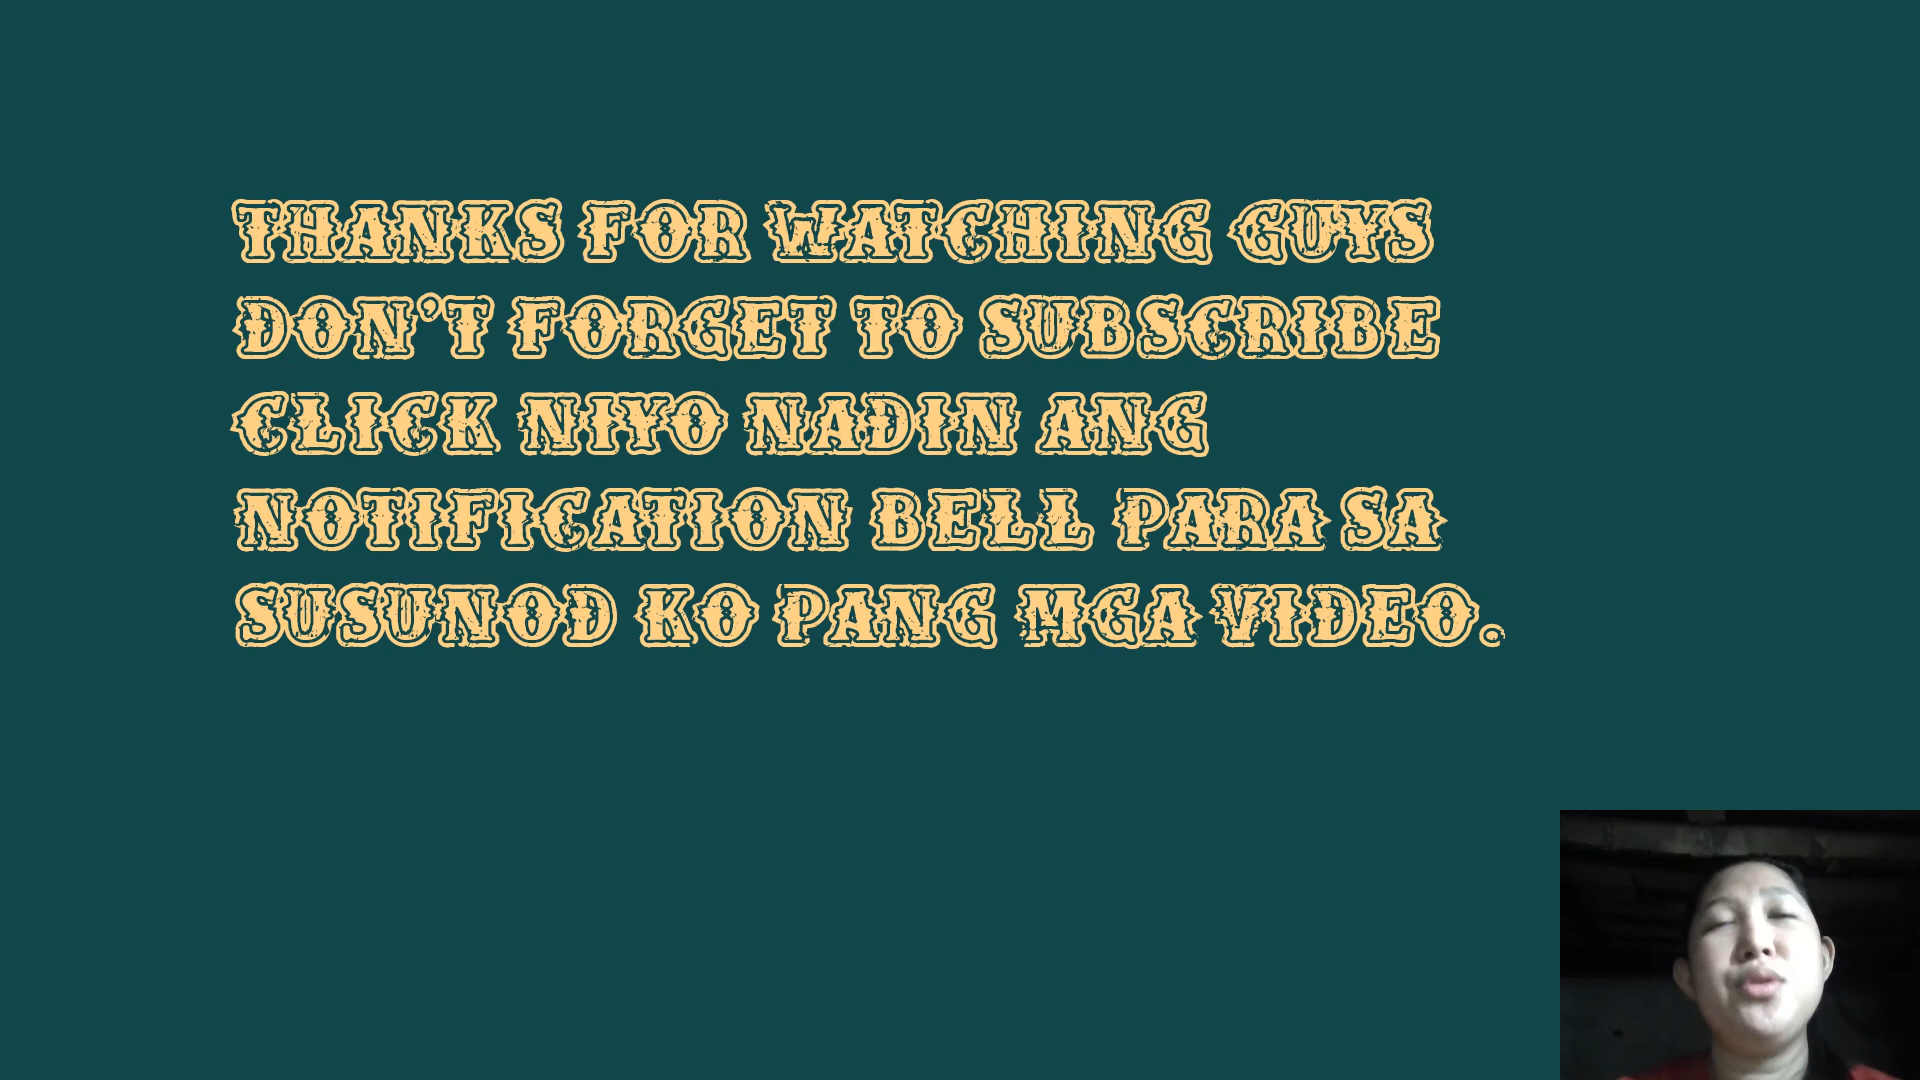 THANKS FOR WATCHING GUYS
DON'T FORGET TO SUBSCRIBE
CLICK NIYO NADIN ANG
NOTIFICATION BELL PARA SA
SUSUNOD KO PANG MGA VIDEO.